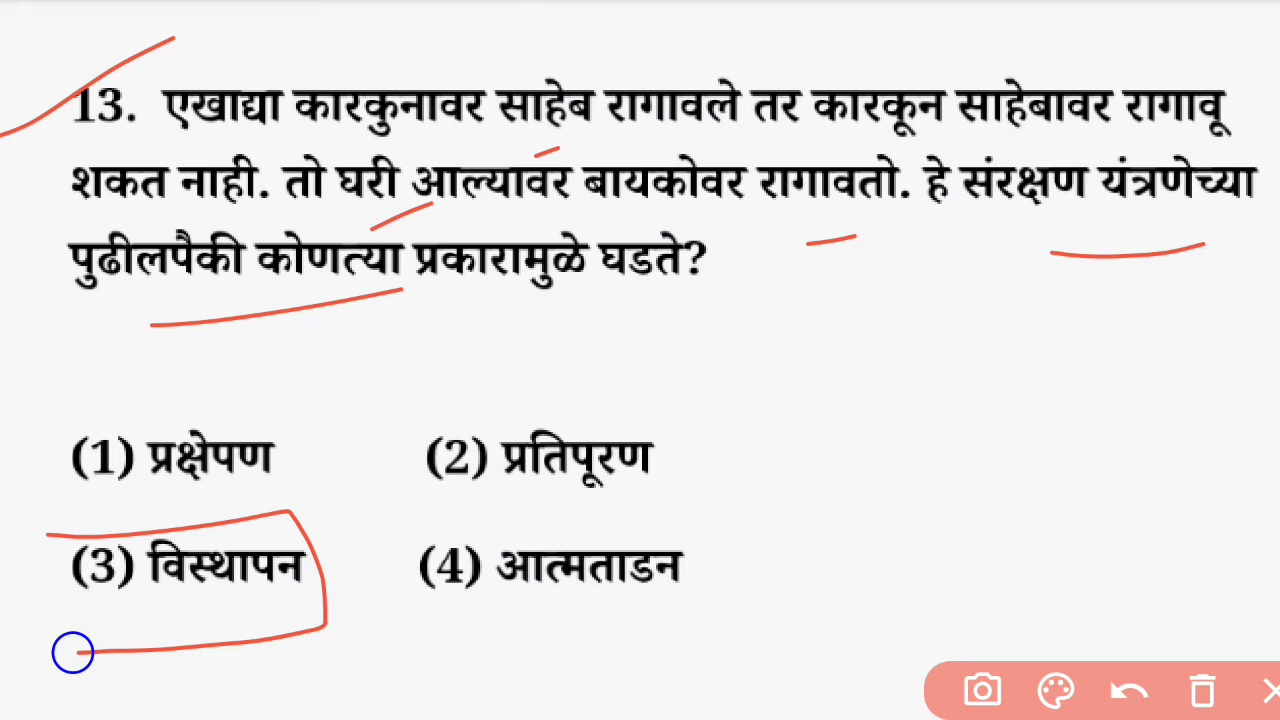 13. एखाद्या कारकुनावर साहेब रागावले तर कारकून साहेबावर रागावू
शकत नाही. तो घरी आल्यावर बायकोवर रागावतो. हे संरक्षण यंत्रणेच्या
पुढीलपैकी कोणत्या प्रकारामुळे घडते?
(1) प्रक्षेपण (2) प्रतिपूरण
(3) विस्थापन (4) आत्मताडन